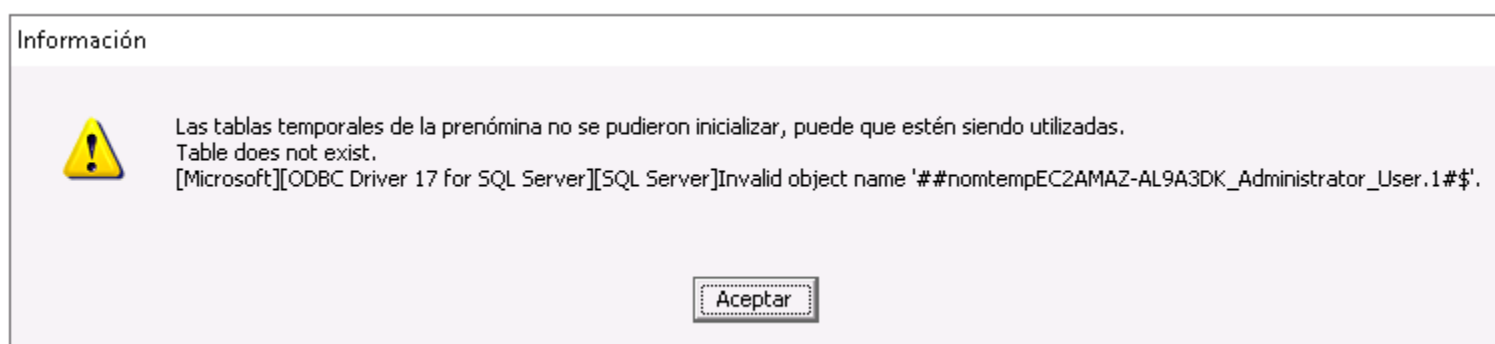 Información
Las tablas temporales de la prenómina no se pudieron inicializar, puede que estén siendo utilizadas.
Table does not exist.
[Microsoft][ODBC Driver 17 for SQL Server][SQL Server]Invalid object name '##nomtempEC2AMAZ-AL9A3DK_Administrator_User.1#$'.
Aceptar